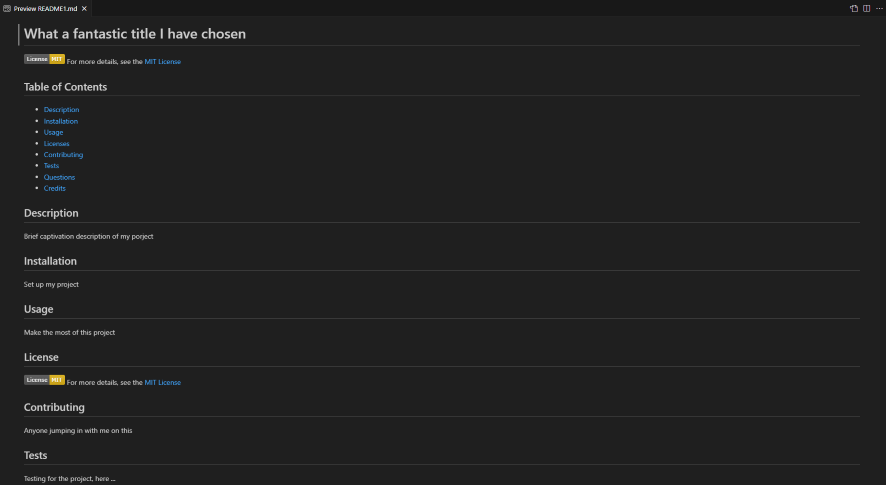 Preview README1.md
What a fantastic title I have chosen
License MIT For more details, see the MIT License
Table of Contents
Description
Installation
Usage
Licenses
Contributing
Tests
Questions
Credits
Description
Brief captivation description of my porject
Installation
Set up my project
Usage
Make the most of this project
License
License MIT For more details, see the MIT License
Contributing
Anyone jumping in with me on this
Tests
Testing for the project, here ...